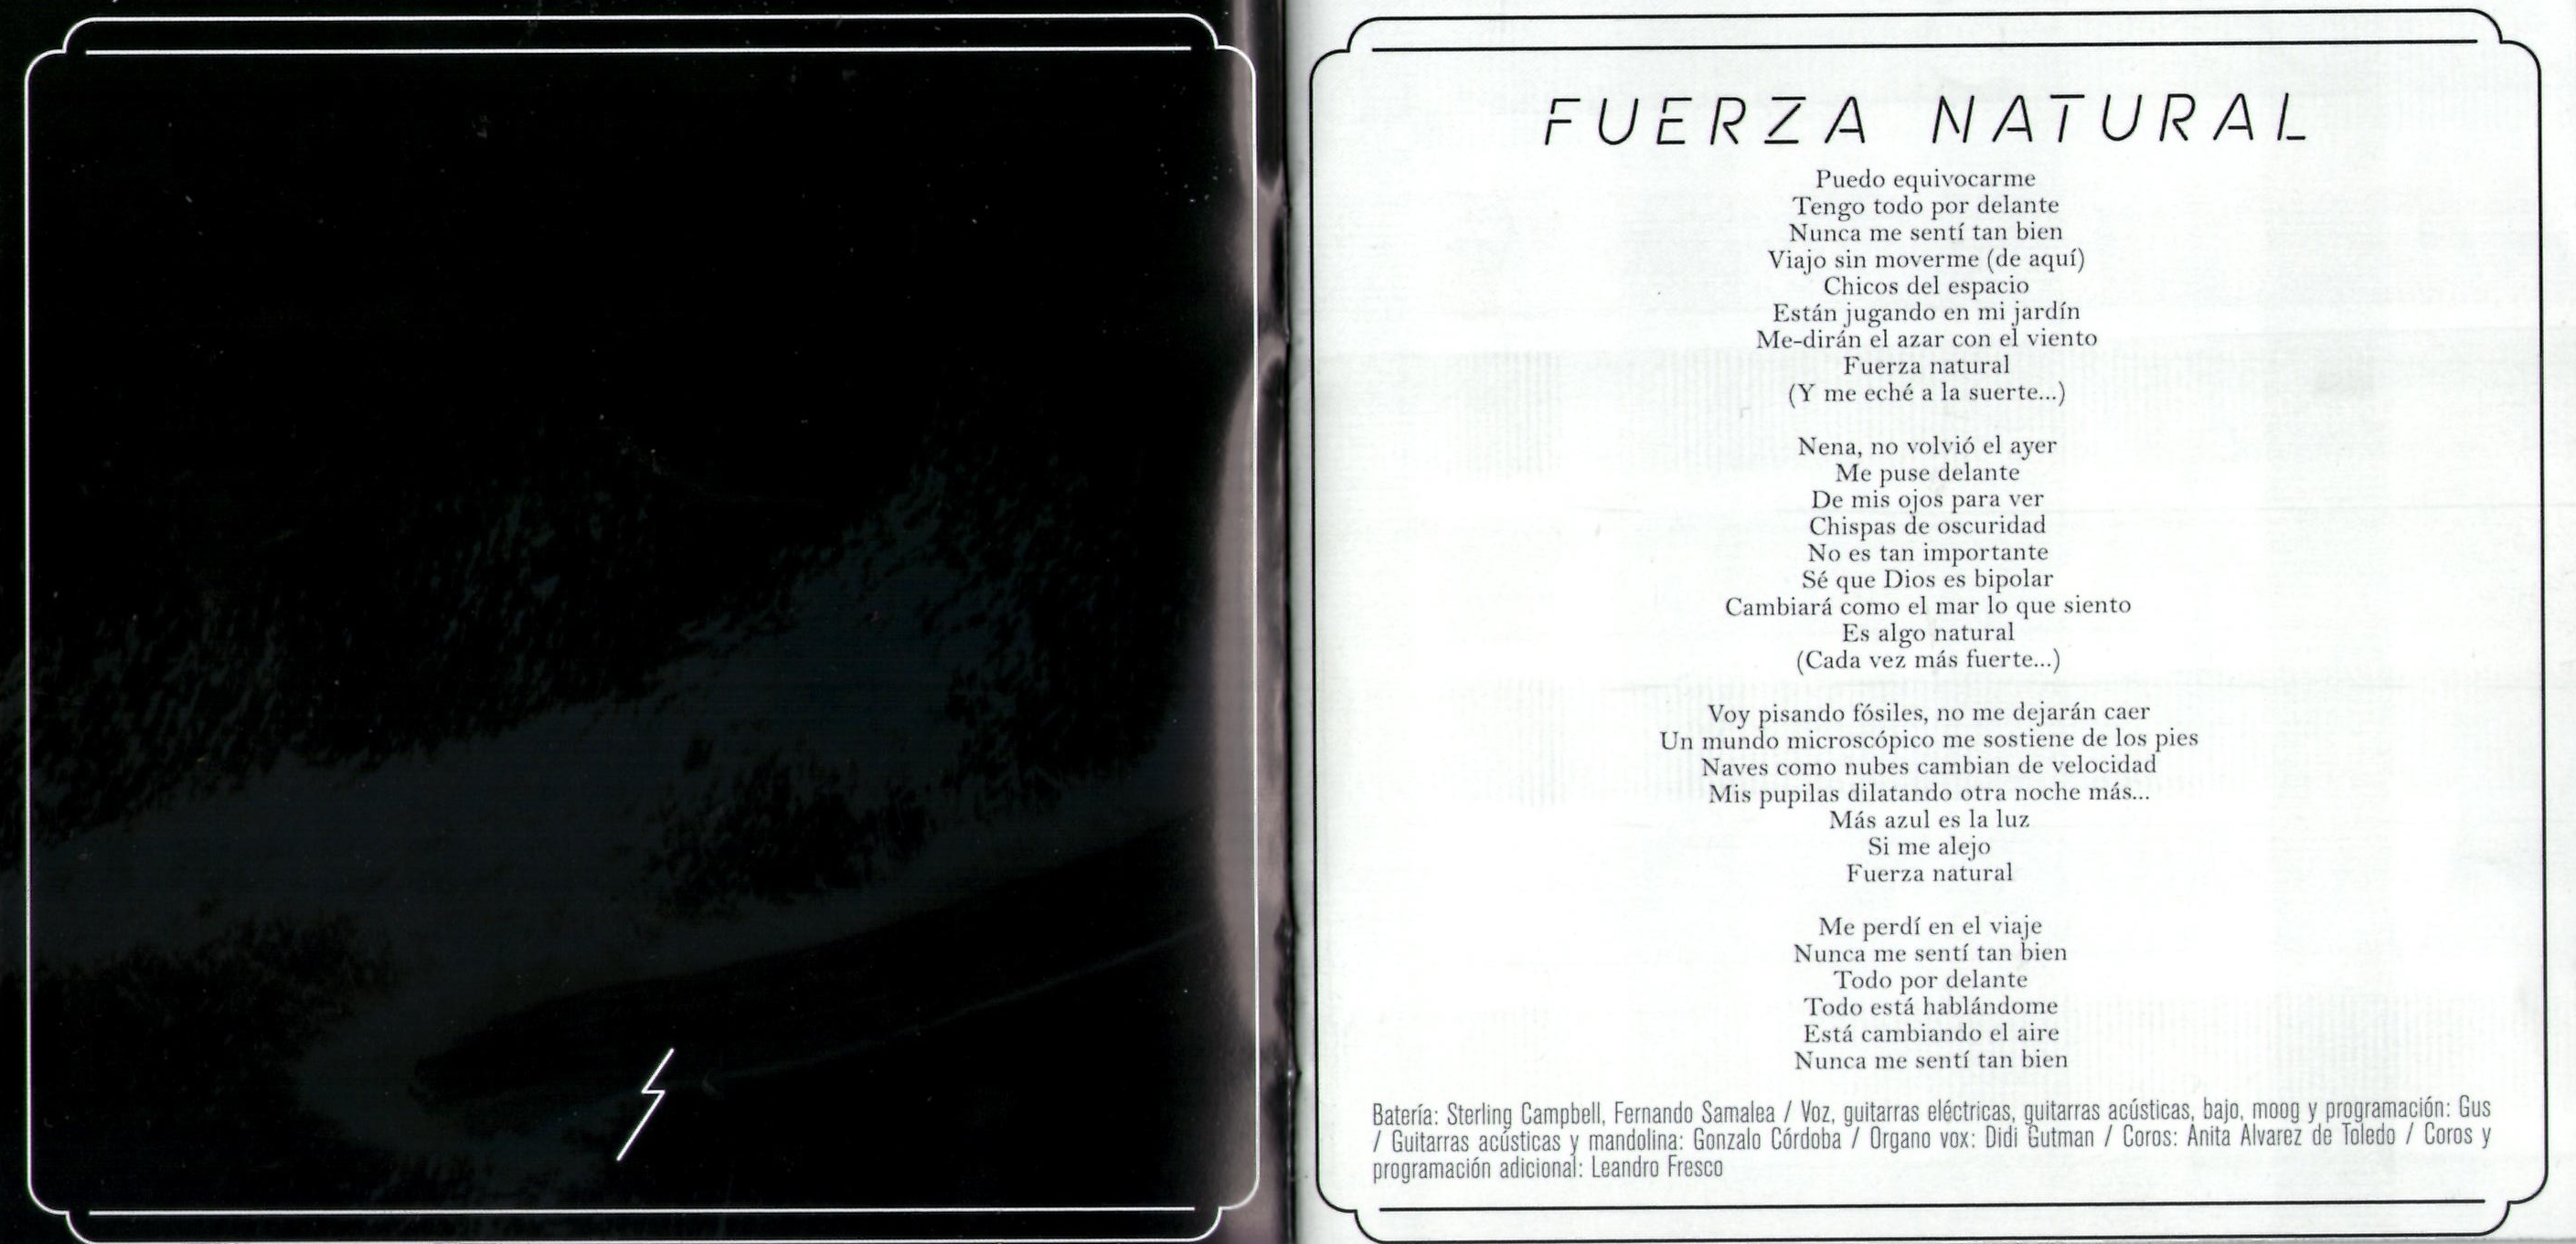 FUERZA NATURAL
Puedo equivocarme
Tengo todo por delante
Nunca me sentí tan bien
Viajo sin moverme (de aquí)
Chicos del espacio
Están jugando en mi jardín
Me-dirán el azar con el viento
Fuerza natural
(Y me eché a la suerte...)
Nena, no volvió el ayer
Me puse delante
De mis ojos para ver
Chispas de oscuridad
No es tan importante
Sé que Dios es bipolar
Cambiará como el mar lo que siento
Es algo natural
(Cada vez más fuerte...)
Voy pisando fósiles, no me dejarán caer
Un mundo microscópico me sostiene de los pies
Naves como nubes cambian de velocidad
Mis pupilas dilatando otra noche más...
Más azul es la luz
Si me alejo
Fuerza natural
Me perdí en el viaje
Nunca me sentí tan bien
Todo por delante
Todo está hablándome
Está cambiando el aire
Nunca me sentí tan bien
Batería: Sterling Campbell, Fernando Samalea / Voz, guitarras eléctricas, guitarras acústicas, bajo, moog y programación: Gus
/ Guitarras acústicas y mandolina: Gonzalo Córdoba / Organo vox: Didi Gutman / Coros: Anita Alvarez de Toledo / Coros y
programación adicional: Leandro Fresco